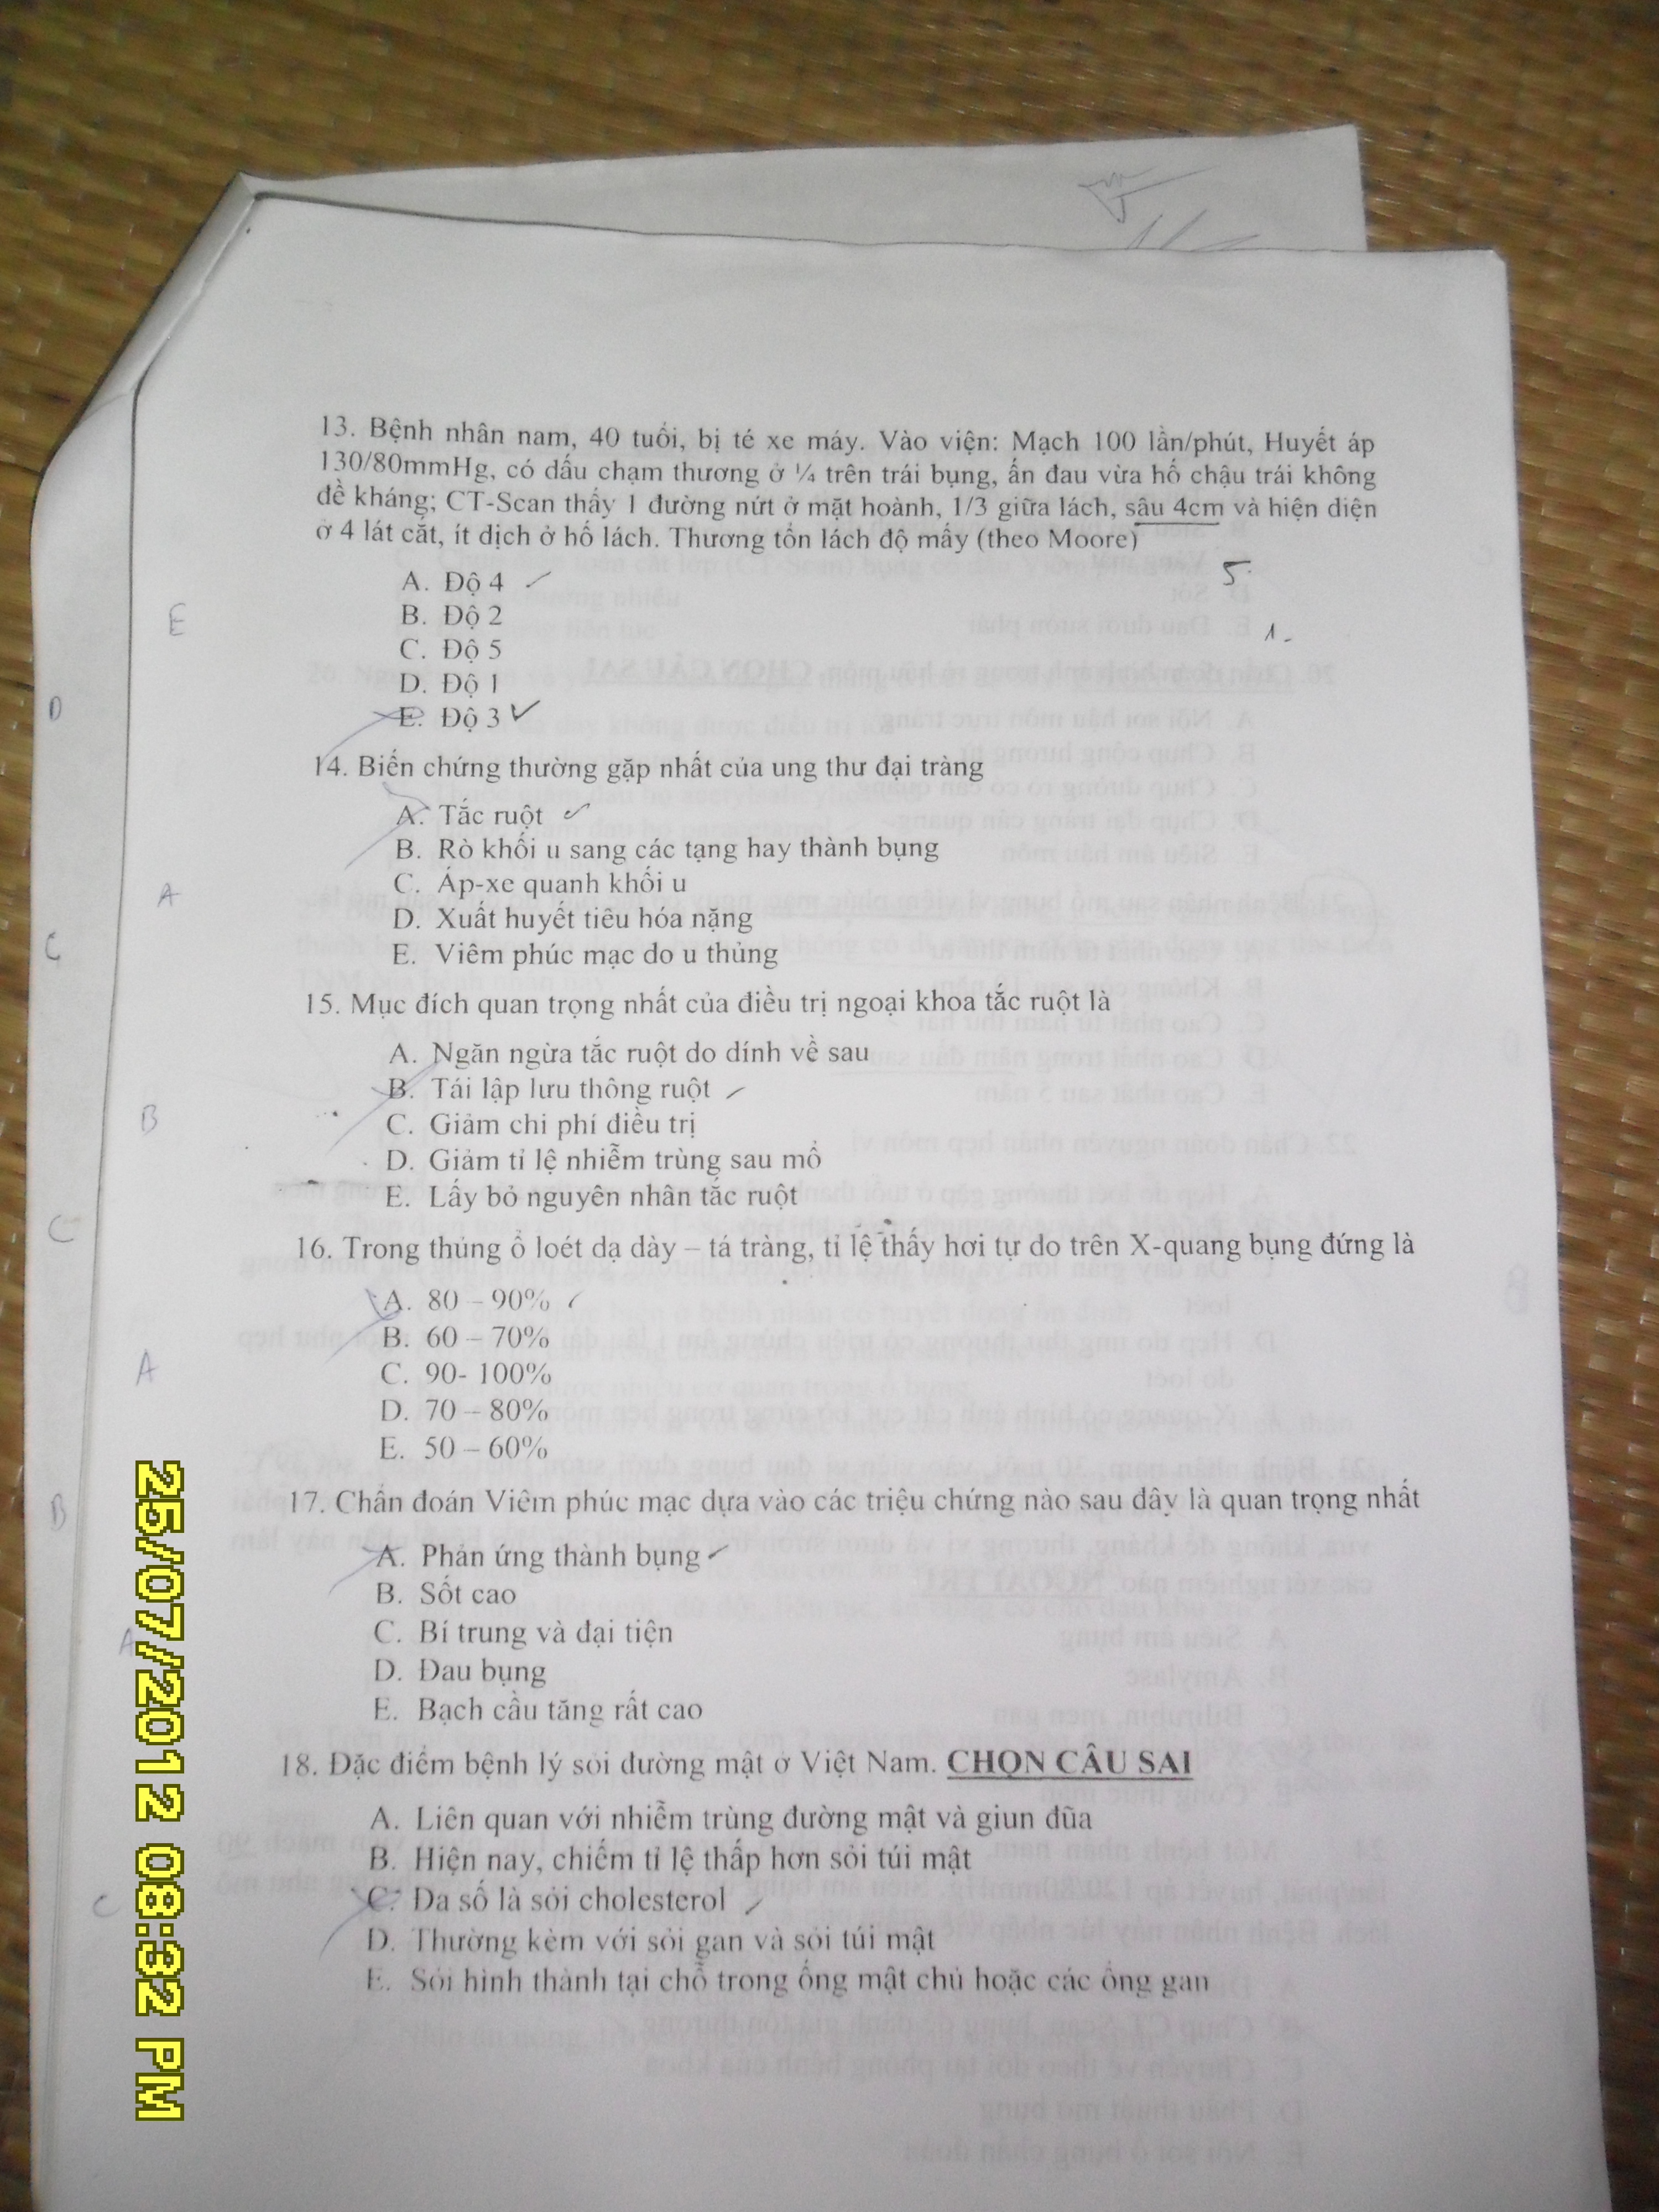 13. Bệnh nhân nam, 40 tuổi, bị té xe máy. Vào viện: Mạch 100 lần/phút, Huyết áp
130/80mmHg, có dấu chạm thương ở ¼ trên trái bụng, ấn đau vừa hố chậu trái không
đề kháng; CT-Scan thấy 1 đường nứt ở mặt hoành, 1/3 giữa lách, sâu 4cm và hiện diện
ở 4 lát cắt, ít dịch ở hố lách. Thương tổn lách độ mấy (theo Moore)
5.
A. Độ 4
E
B. Độ 2
1.
C. Độ 5
D. Độ 1
D
E. Độ 3
14. Biến chứng thường gặp nhất của ung thư đại tràng
A. Tắc ruột
B. Rò khối u sang các tạng hay thành bụng
A
C. Áp-xe quanh khối u
D. Xuất huyết tiêu hóa nặng
C
E. Viêm phúc mạc do u thủng
15. Mục đích quan trọng nhất của điều trị ngoại khoa tắc ruột là
A. Ngăn ngừa tắc ruột do dính về sau
B. Tái lập lưu thông ruột
B
C. Giảm chi phí điều trị
D. Giảm tỉ lệ nhiễm trùng sau mổ
E. Lấy bỏ nguyên nhân tắc ruột
C
16. Trong thủng ổ loét dạ dày – tá tràng, tỉ lệ thấy hơi tự do trên X-quang bụng đứng là
A. 80 – 90%
B. 60 – 70%
A
C. 90- 100%
D. 70 – 80%
E. 50 – 60%
B
17. Chẩn đoán Viêm phúc mạc dựa vào các triệu chứng nào sau đây là quan trọng nhất
A. Phản ứng thành bụng
B. Sốt cao
A
C. Bí trung và đại tiện
D. Đau bụng
E. Bạch cầu tăng rất cao
18. Đặc điểm bệnh lý sỏi đường mật ở Việt Nam. CHỌN CÂU SAI
A. Liên quan với nhiễm trùng đường mật và giun đũa
B. Hiện nay, chiếm tỉ lệ thấp hơn sỏi túi mật
C
C. Đa số là sỏi cholesterol
D. Thường kèm với sỏi gan và sỏi túi mật
E. Sỏi hình thành tại chỗ trong ống mật chủ hoặc các ống gan
25/07/2012 08:32 PM